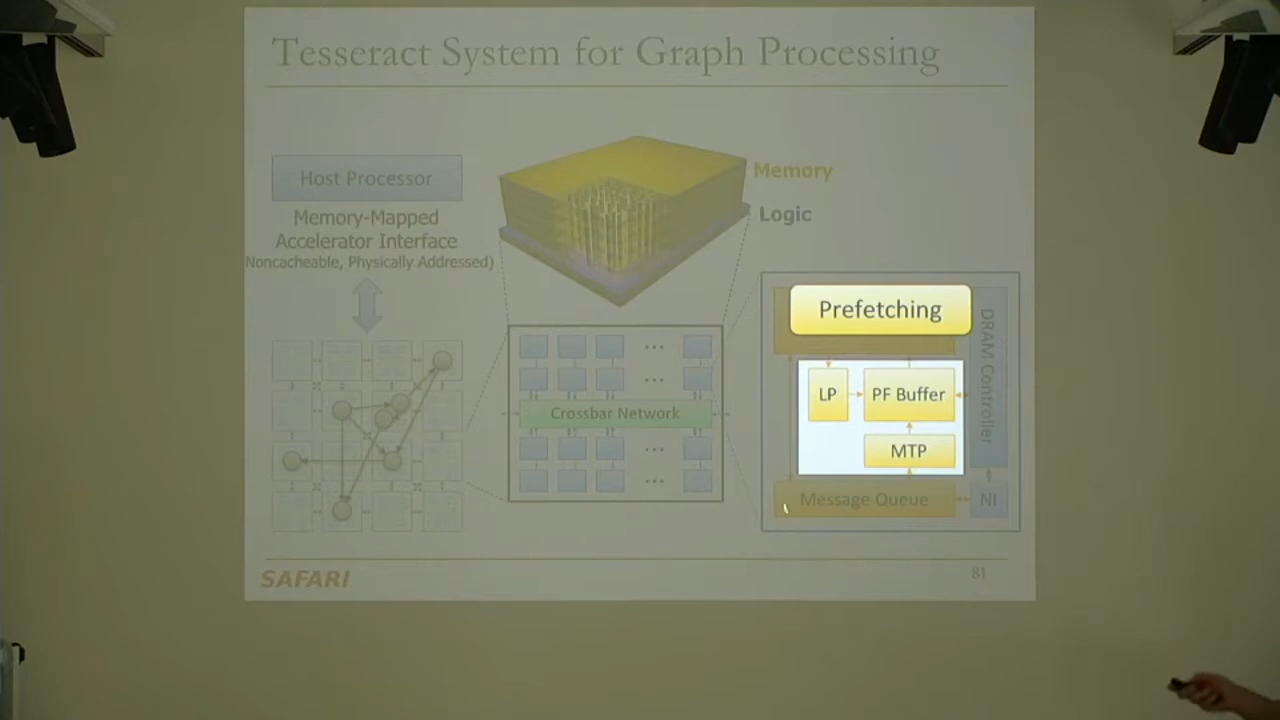 Tesseract System for Graph Processing
Host Processor
Memory-Mapped
Accelerator Interface
Noncacheable, Physically Addressed)
Memory
Logic
... ...
Crossbar Network
... ...
Prefetching
LP
PF Buffer
MTP
DRAM Controller
Message Queue
NI
SAFARI
81